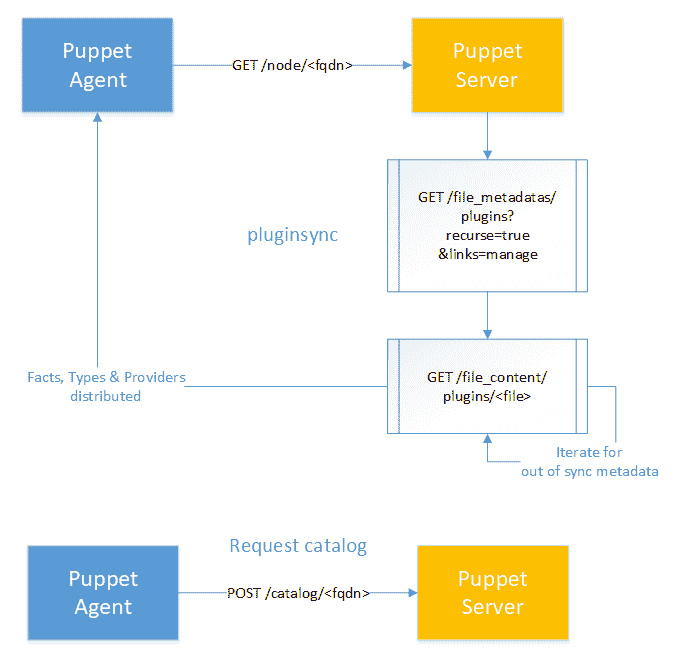 Puppet
Agent
GET /node/<fqdn>
Puppet
Server
GET /file_metadatas/
plugins?
recurse=true
&links=manage
pluginsync
GET /file_content/
plugins/<file>
Facts, Types & Providers
distributed
Iterate for
out of sync metadata
Request catalog
Puppet
Agent
POST /catalog/<fqdn>
Puppet
Server